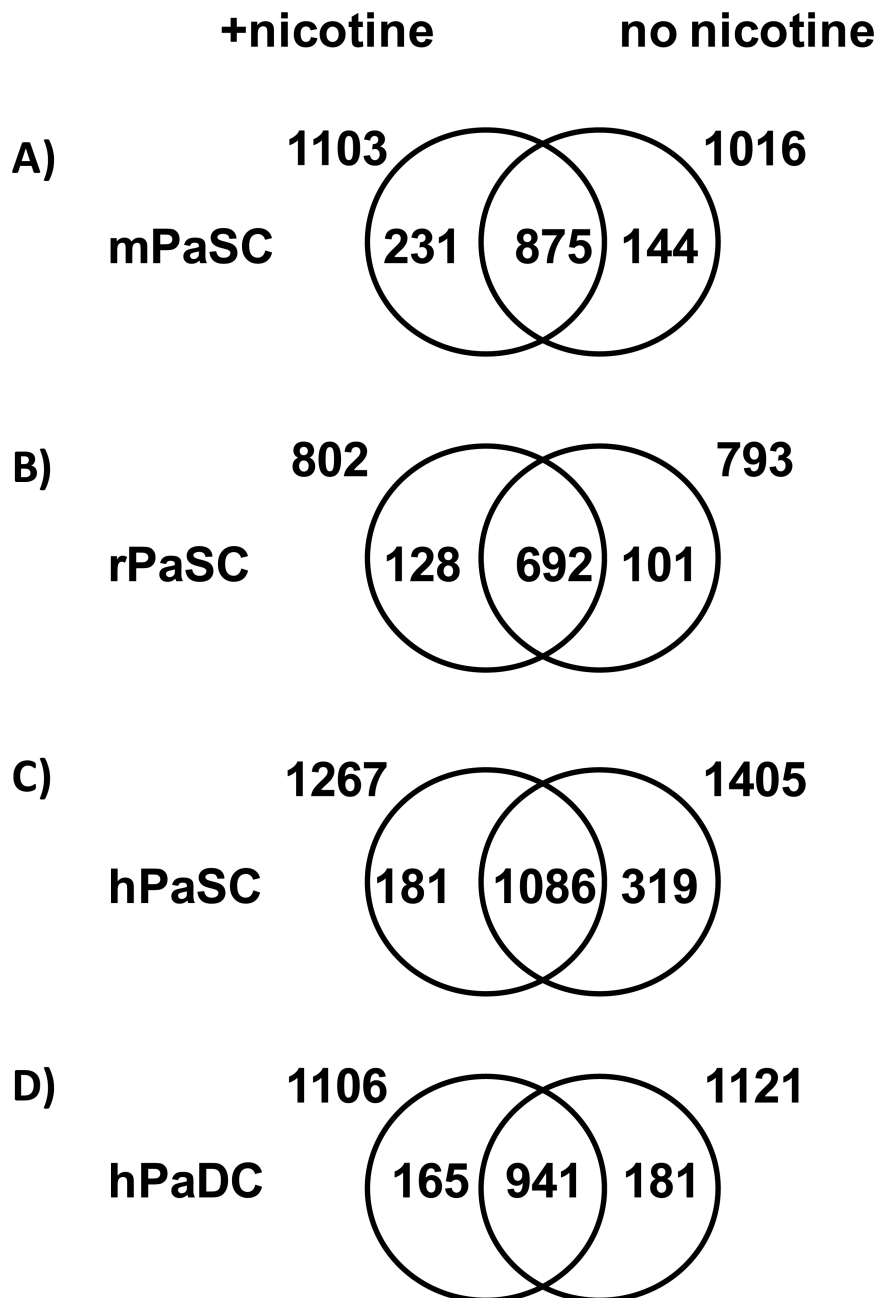 +nicotine no nicotine
A) 1103 1016
mPaSC 231 875 144
B) 802 793
rPaSC 128 692 101
C) 1267 1405
hPaSC 181 1086 319
D) 1106 1121
hPaDC 165 941 181